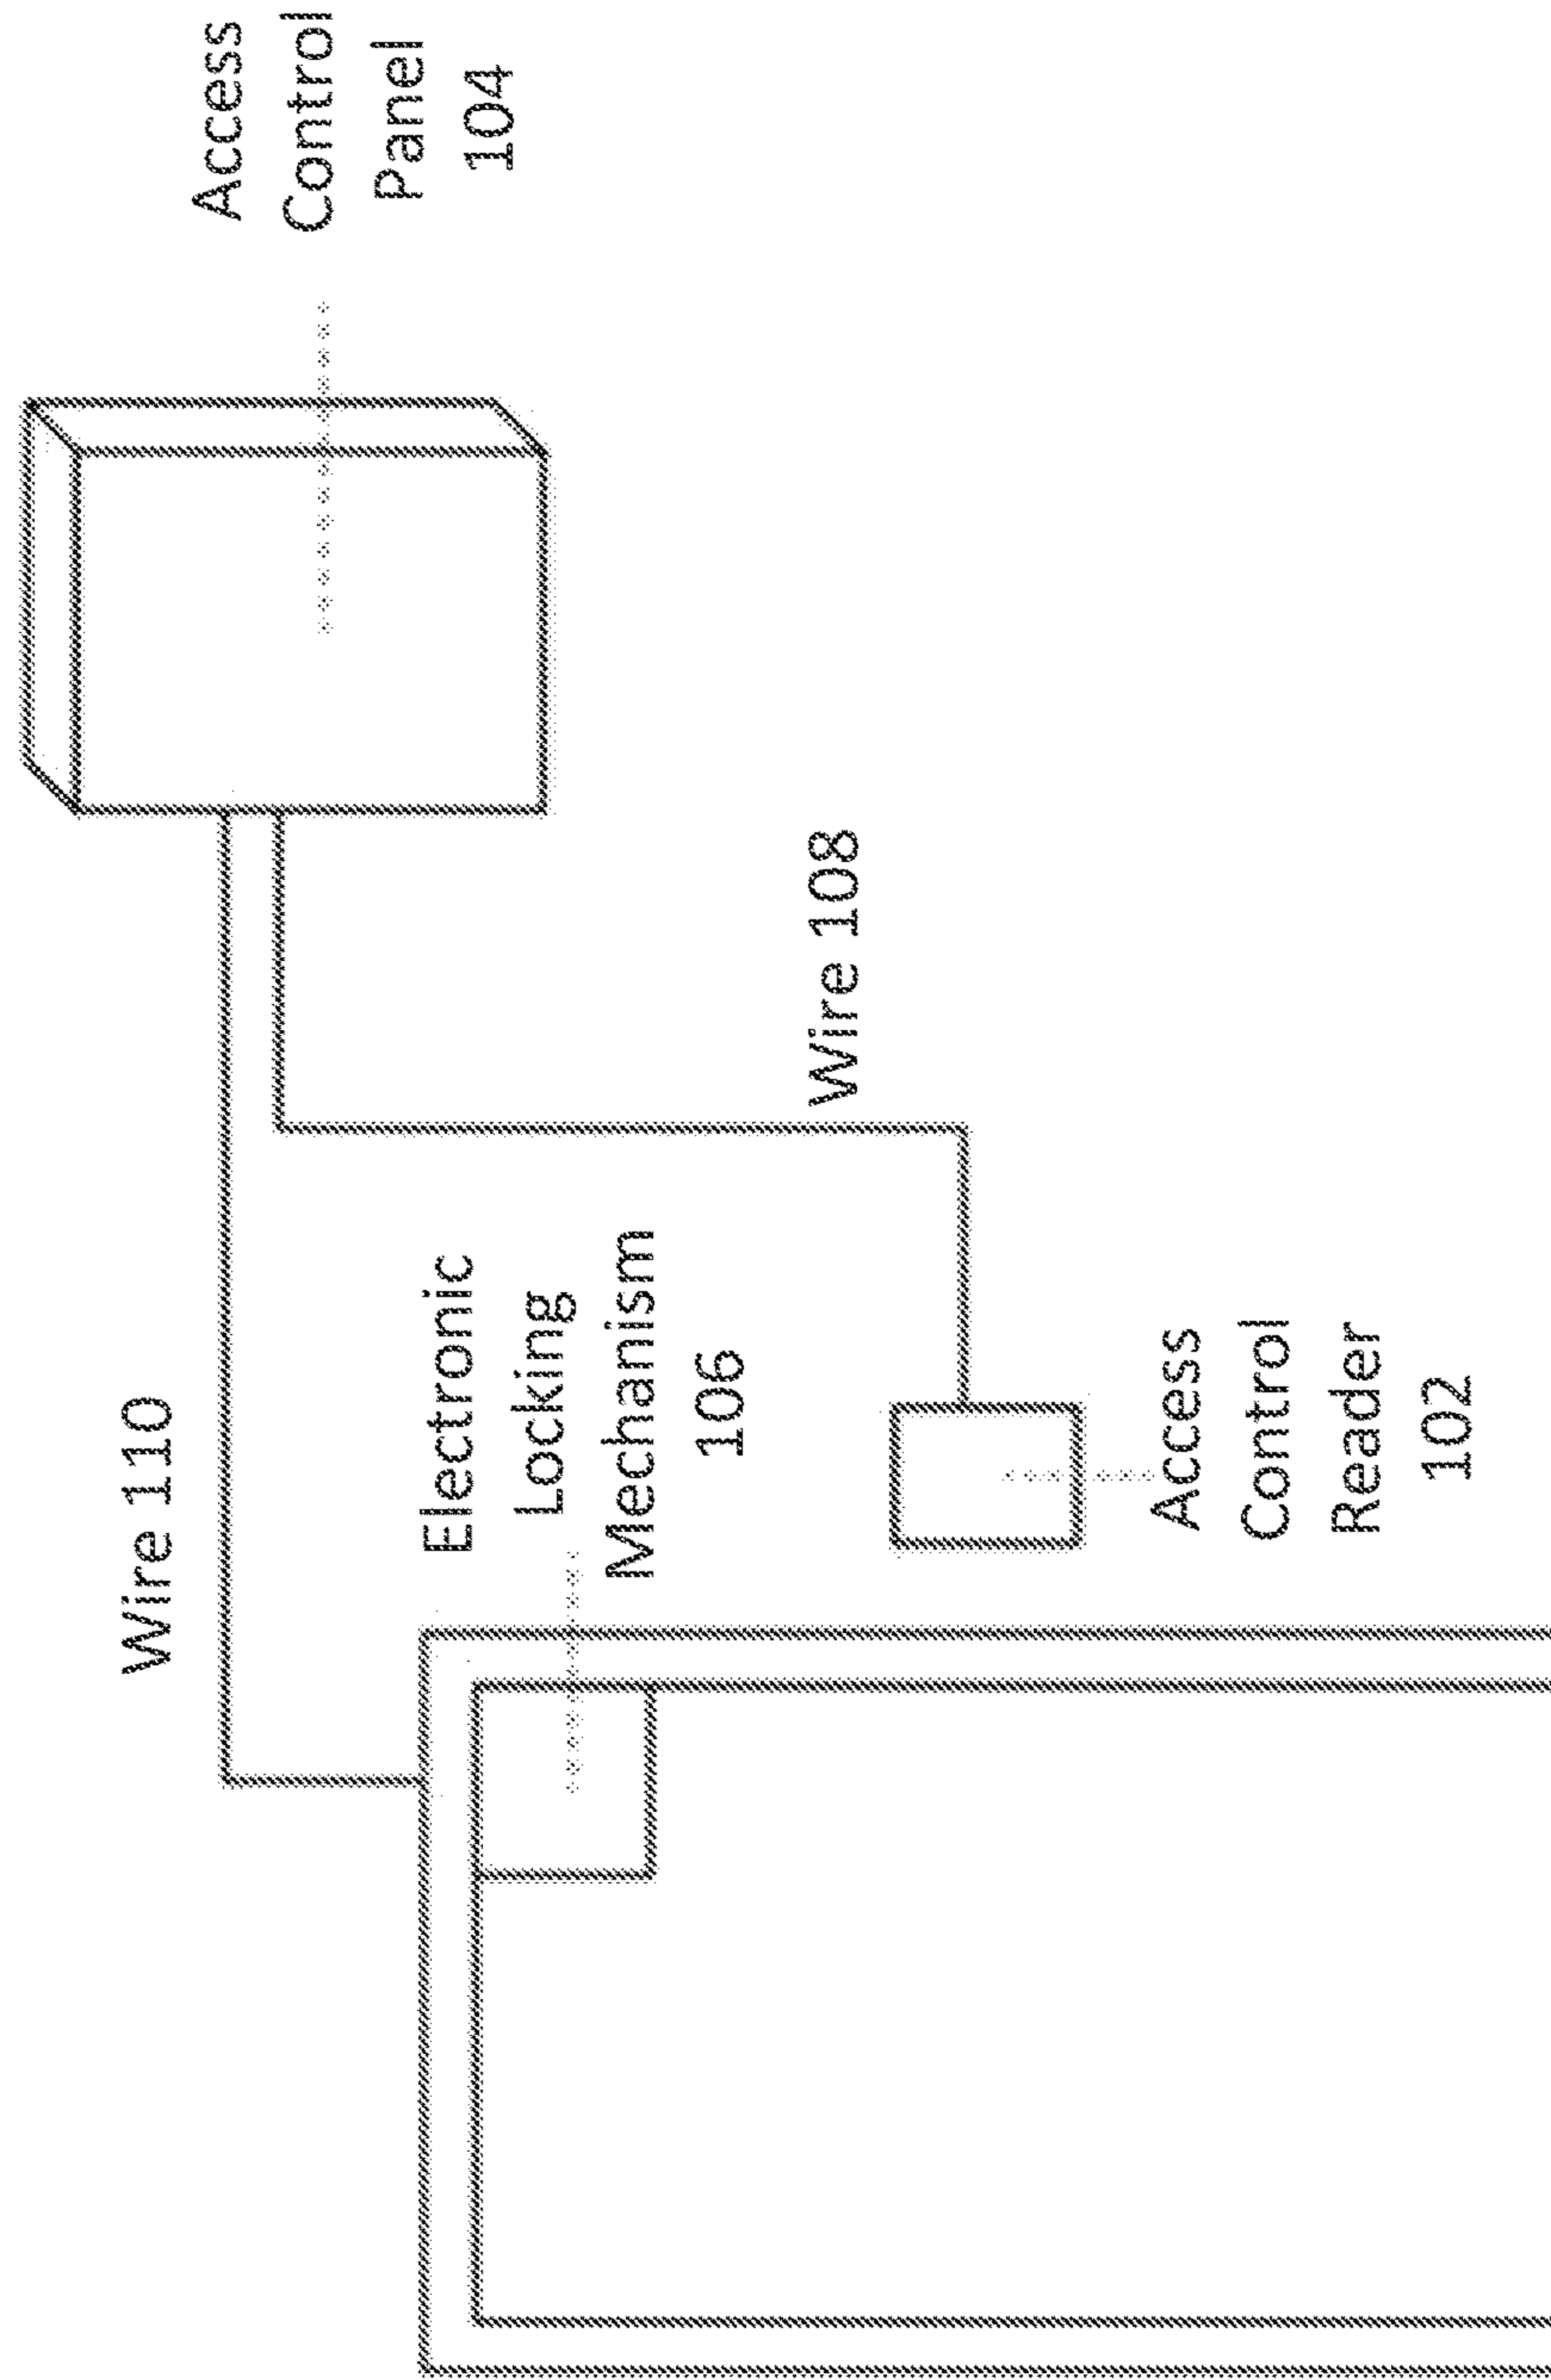 Wire 110
Access
Control
Panel
104
Electronic
Locking
Mechanism
106
Wire 108
Access
Control
Reader
102